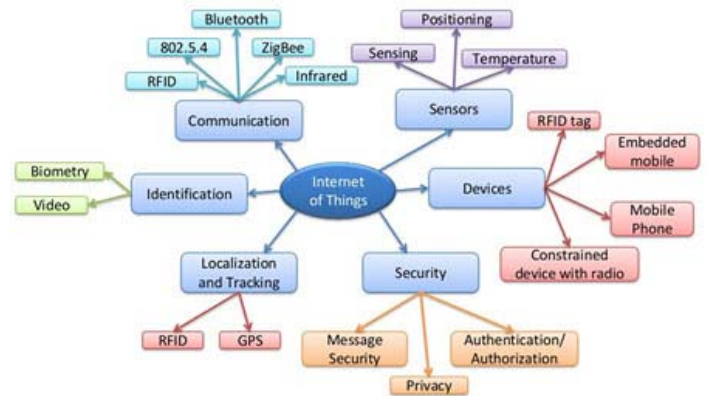 Bluetooth
Positioning
802.5.4
ZigBee
Sensing
Temperature
RFID
Infrared
Communication
Sensors
RFID tag
Embedded
mobile
Biometry
Identification
Internet
of Things
Devices
Video
Mobile
Phone
Localization
and Tracking
Security
Constrained
device with radio
RFID
GPS
Message
Security
Authentication/
Authorization
Privacy